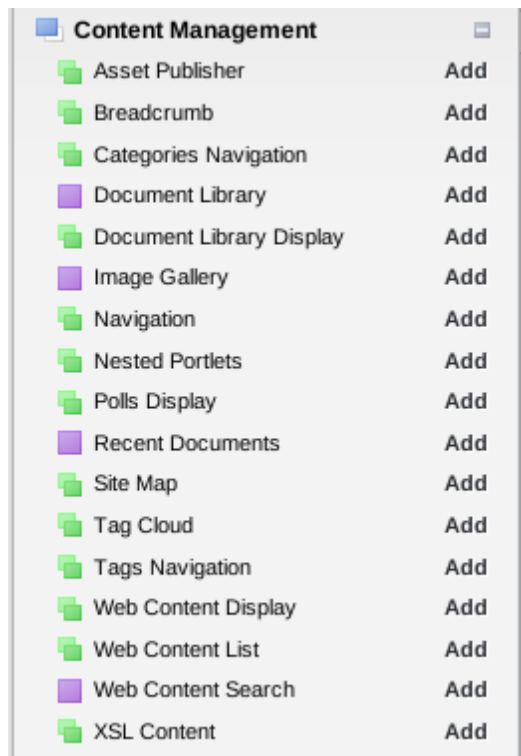 Content Management
Asset Publisher Add
Breadcrumb Add
Categories Navigation Add
Document Library Add
Document Library Display Add
Image Gallery Add
Navigation Add
Nested Portlets Add
Polls Display Add
Recent Documents Add
Site Map Add
Tag Cloud Add
Tags Navigation Add
Web Content Display Add
Web Content List Add
Web Content Search Add
XSL Content Add